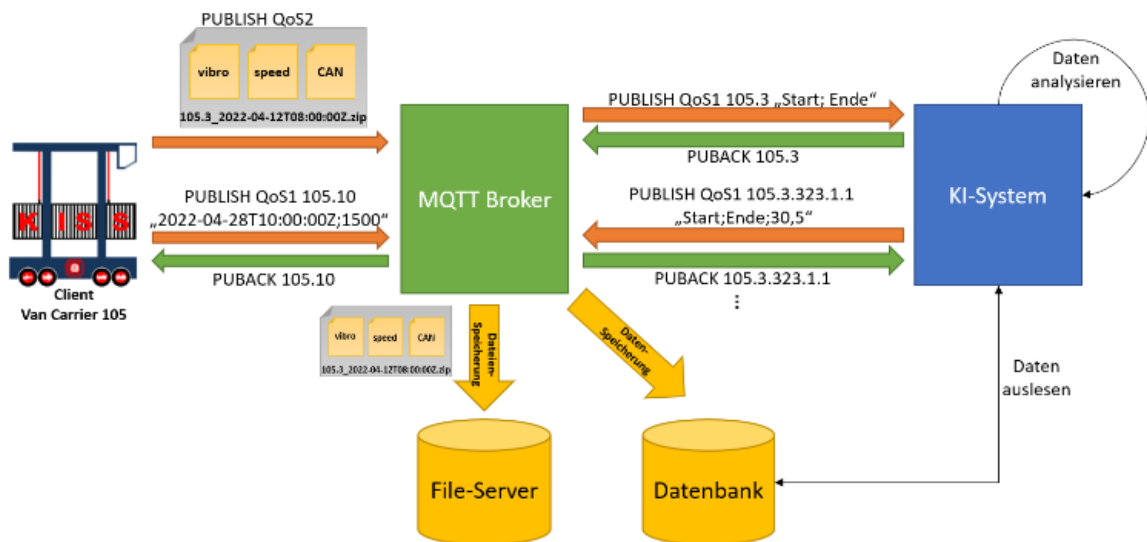 PUBLISH QoS2
vibro
speed
CAN
105.3_2022-04-12T08:00:00Z.zip
KISS
Client
Van Carrier 105
PUBLISH QoS1 105.10
„2022-04-28T10:00:00Z;1500“
PUBACK 105.10
MQTT Broker
PUBLISH QoS1 105.3 „Start; Ende“
PUBACK 105.3
PUBLISH QoS1 105.3.323.1.1
„Start;Ende;30,5“
PUBACK 105.3.323.1.1
⋮
KI-System
Daten
analysieren
vibro
speed
CAN
105.3_2022-04-12T08:00:00Z.zip
Dateien-
Speicherung
Daten-
Speicherung
Daten
auslesen
File-Server
Datenbank